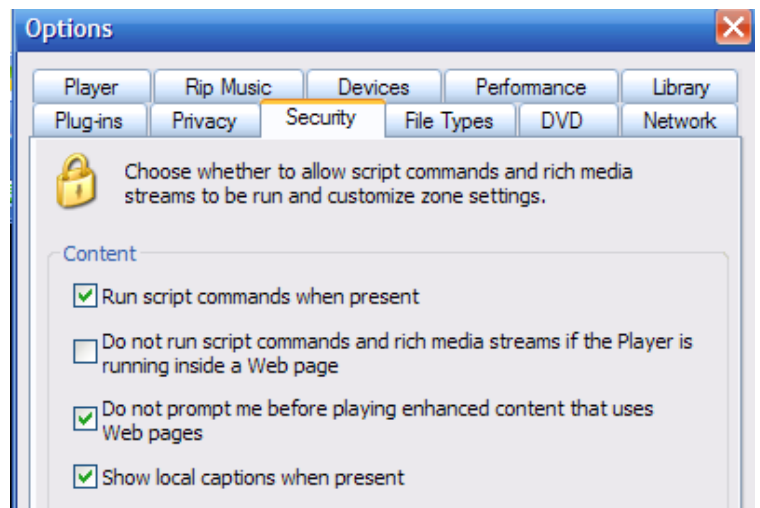 Options
Player Rip Music Devices Performance Library
Plug-ins Privacy Security File Types DVD Network
Choose whether to allow script commands and rich media
streams to be run and customize zone settings.
Content
Run script commands when present
Do not run script commands and rich media streams if the Player is
running inside a Web page
Do not prompt me before playing enhanced content that uses
Web pages
Show local captions when present